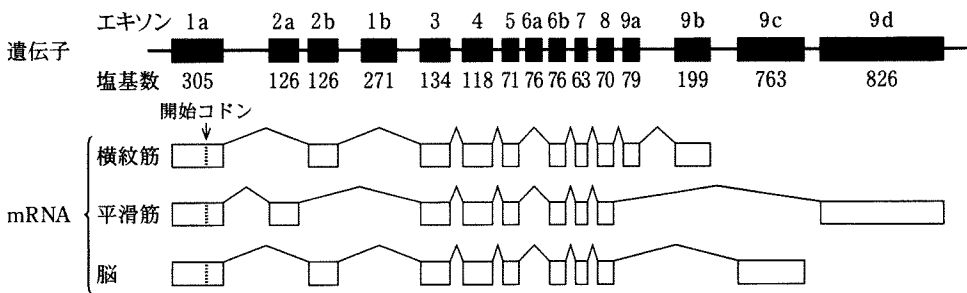 エキソン 1a 2a 2b 1b 3 4 5 6a 6b 7 8 9a 9b 9c 9d
遺伝子
塩基数 305 126 126 271 134 118 71 76 76 63 70 79 199 763 826
開始コドン
横紋筋
mRNA 平滑筋
脳